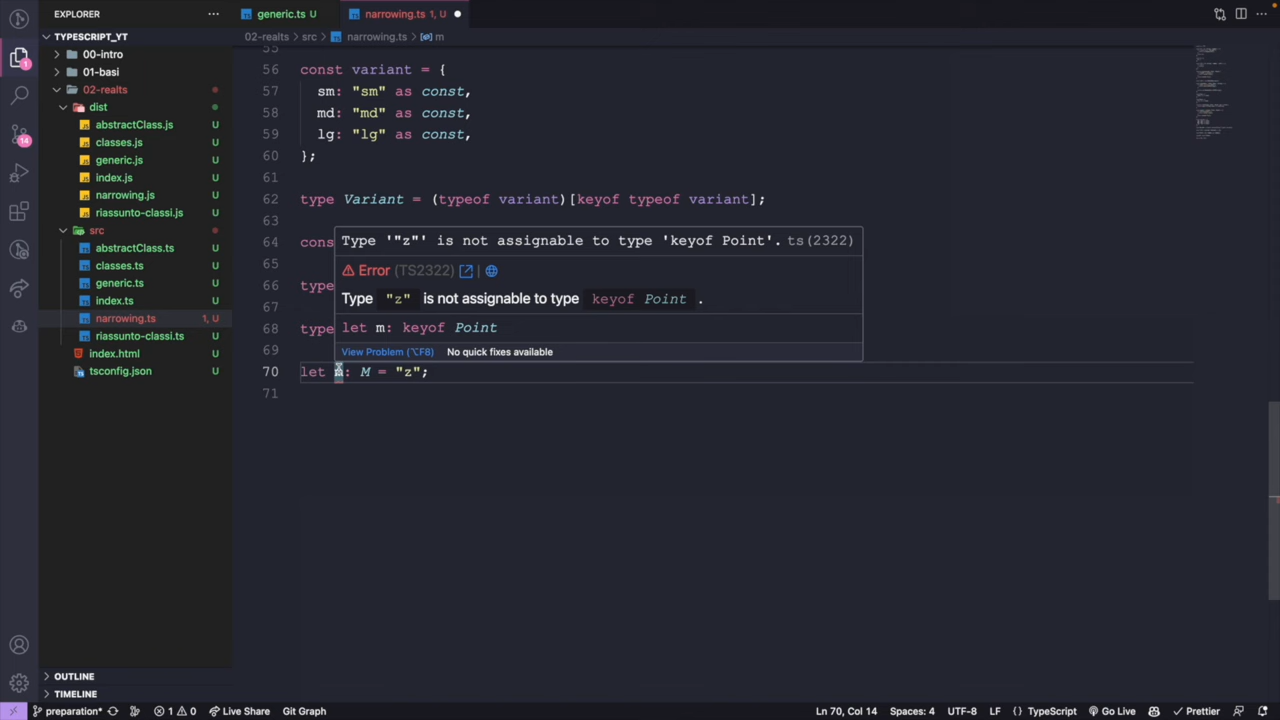 EXPLORER
generic.ts U
narrowing.ts 1, U
TYPESCRIPT_YT
02-realts > src > narrowing.ts > m
00-intro
01-basi
02-realts
dist
abstractClass.js U
classes.js U
generic.js U
index.js U
narrowing.js U
riassunto-classi.js U
src
abstractClass.ts U
classes.ts U
generic.ts U
index.ts U
narrowing.ts 1, U
riassunto-classi.ts U
index.html U
tsconfig.json U
1
14
55
56 const variant = {
57 sm: "sm" as const,
58 md: "md" as const,
59 lg: "lg" as const,
60 };
61
62 type Variant = (typeof variant)[keyof typeof variant];
63
64 cons
65
66 type
67
68 type
69
70 let m: M = "z";
71
Type '"z"' is not assignable to type 'keyof Point'. ts(2322)
Error (TS2322) |
Type "z" is not assignable to type keyof Point .
let m: keyof Point
View Problem (⌥F8) No quick fixes available
OUTLINE
TIMELINE
preparation* 1 0 Live Share Git Graph
Ln 70, Col 14 Spaces: 4 UTF-8 LF {} TypeScript Go Live Prettier